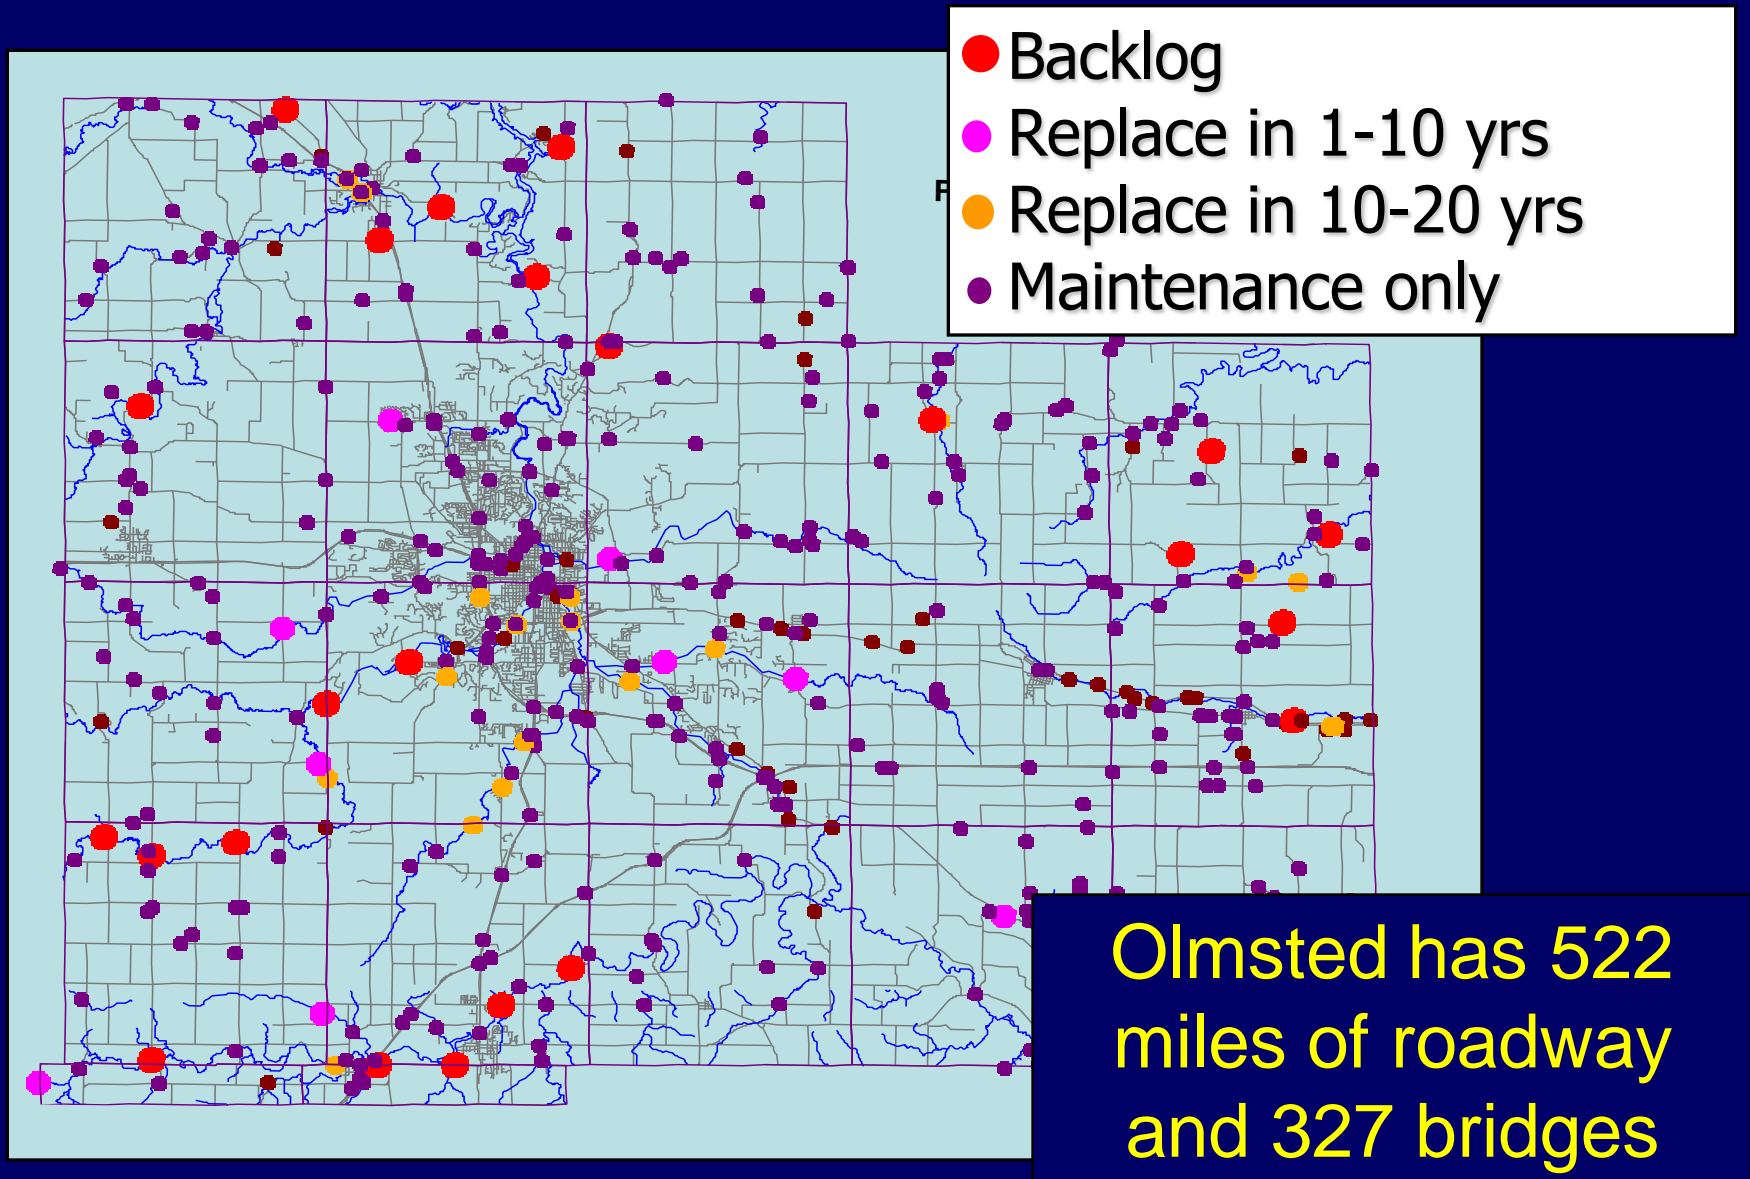 Backlog
Replace in 1-10 yrs
Replace in 10-20 yrs
Maintenance only
Olmsted has 522
miles of roadway
and 327 bridges